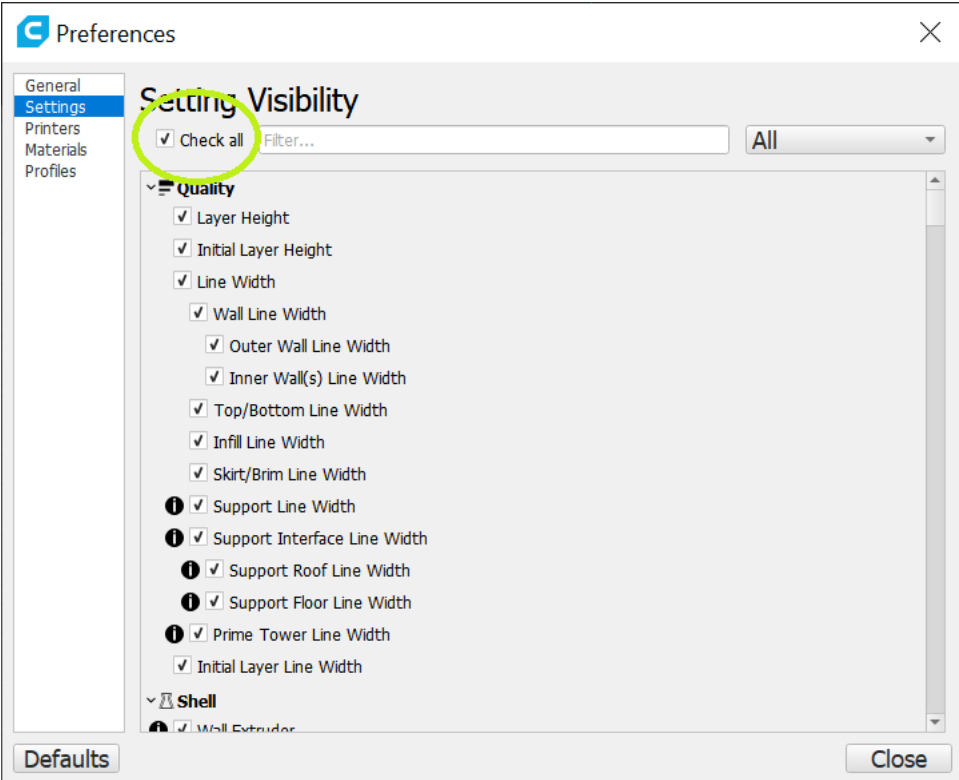 Preferences
General
Settings
Printers
Materials
Profiles
Setting Visibility
Check all
Filter...
All
Quality
Layer Height
Initial Layer Height
Line Width
Wall Line Width
Outer Wall Line Width
Inner Wall(s) Line Width
Top/Bottom Line Width
Infill Line Width
Skirt/Brim Line Width
Support Line Width
Support Interface Line Width
Support Roof Line Width
Support Floor Line Width
Prime Tower Line Width
Initial Layer Line Width
Shell
Wall Extruder
Defaults
Close